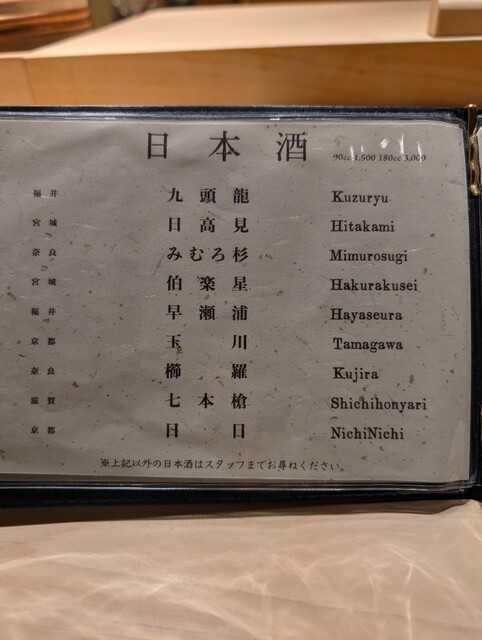 日本酒 90cc 1,500 180cc 3,000
福井 九頭龍 Kuzuryu
宮城 日高見 Hitakami
奈良 みむろ杉 Mimurosugi
宮城 伯楽星 Hakurakusei
福井 早瀬浦 Hayaseura
京都 玉川 Tamagawa
奈良 櫛羅 Kujira
滋賀 七本槍 Shichihonyari
京都 日日 NichiNichi
※上記以外の日本酒はスタッフまでお尋ねください。